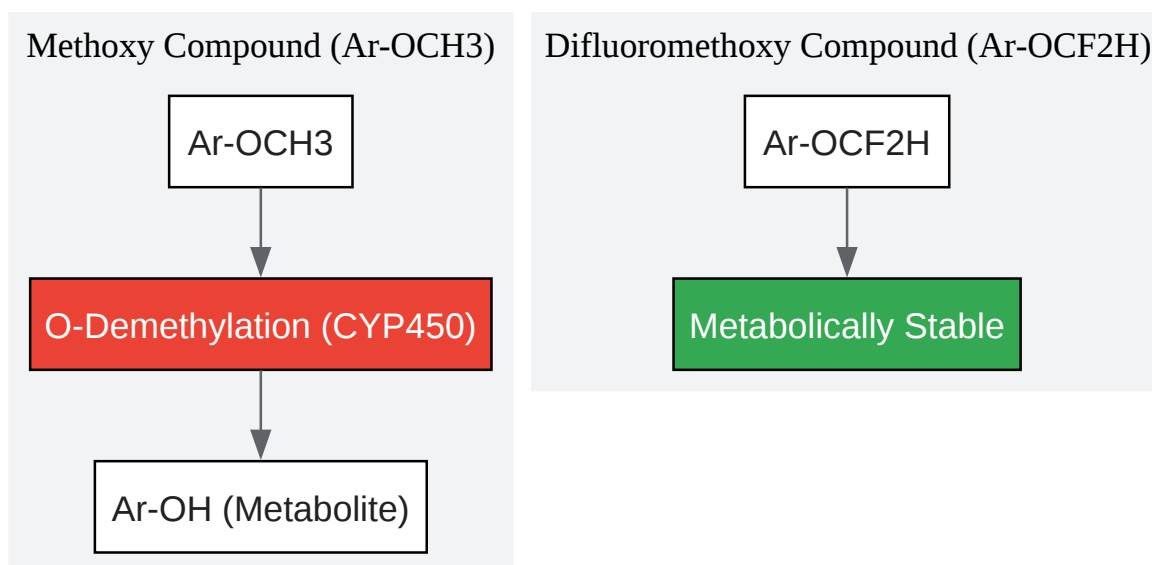 Methoxy Compound (Ar-OCH3)
Ar-OCH3
O-Demethylation (CYP450)
Ar-OH (Metabolite)
Difluoromethoxy Compound (Ar-OCF2H)
Ar-OCF2H
Metabolically Stable